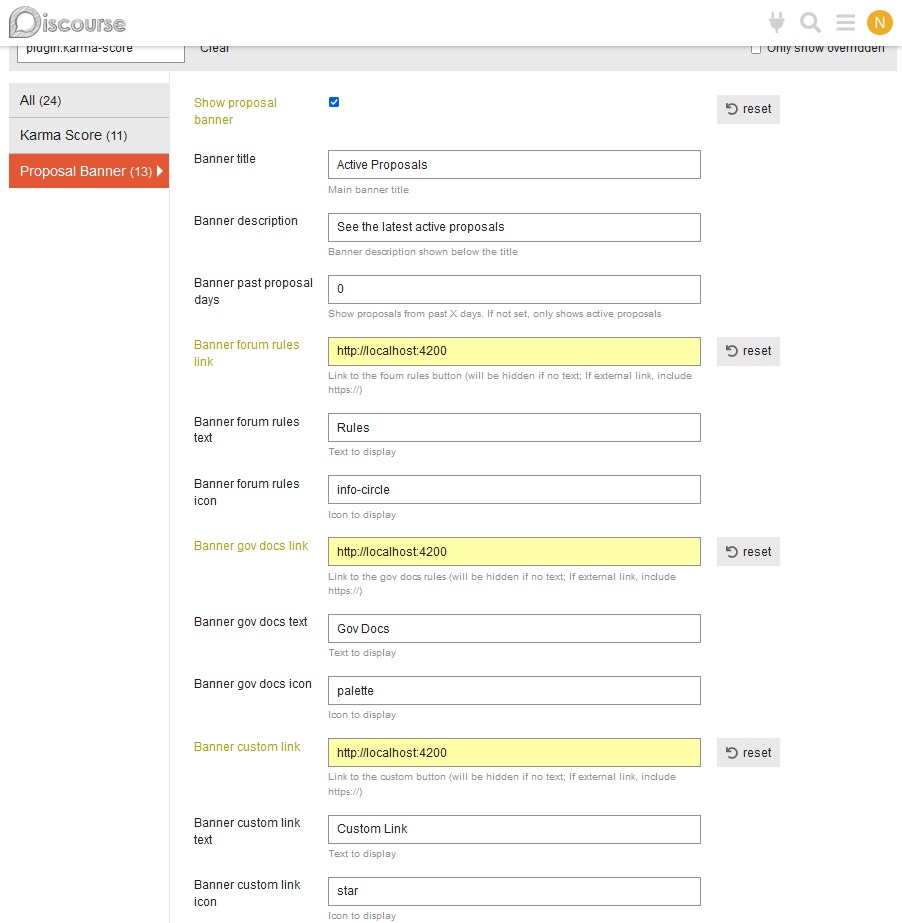 Discourse
N
plugin:karma-score
Clear
Only show overridden
All (24)
Karma Score (11)
Proposal Banner (13)
Show proposal
banner
reset
Banner title
Active Proposals
Main banner title
Banner description
See the latest active proposals
Banner description shown below the title
Banner past proposal
days
0
Show proposals from past X days. If not set, only shows active proposals
Banner forum rules
link
http://localhost:4200
reset
Link to the foum rules button (will be hidden if no text; If external link, include
https://)
Banner forum rules
text
Rules
Text to display
Banner forum rules
icon
info-circle
Icon to display
Banner gov docs link
http://localhost:4200
reset
Link to the gov docs rules (will be hidden if no text; If external link, include
https://)
Banner gov docs text
Gov Docs
Text to display
Banner gov docs icon
palette
Icon to display
Banner custom link
http://localhost:4200
reset
Link to the custom button (will be hidden if no text; If external link, include
https://)
Banner custom link
text
Custom Link
Text to display
Banner custom link
icon
star
Icon to display